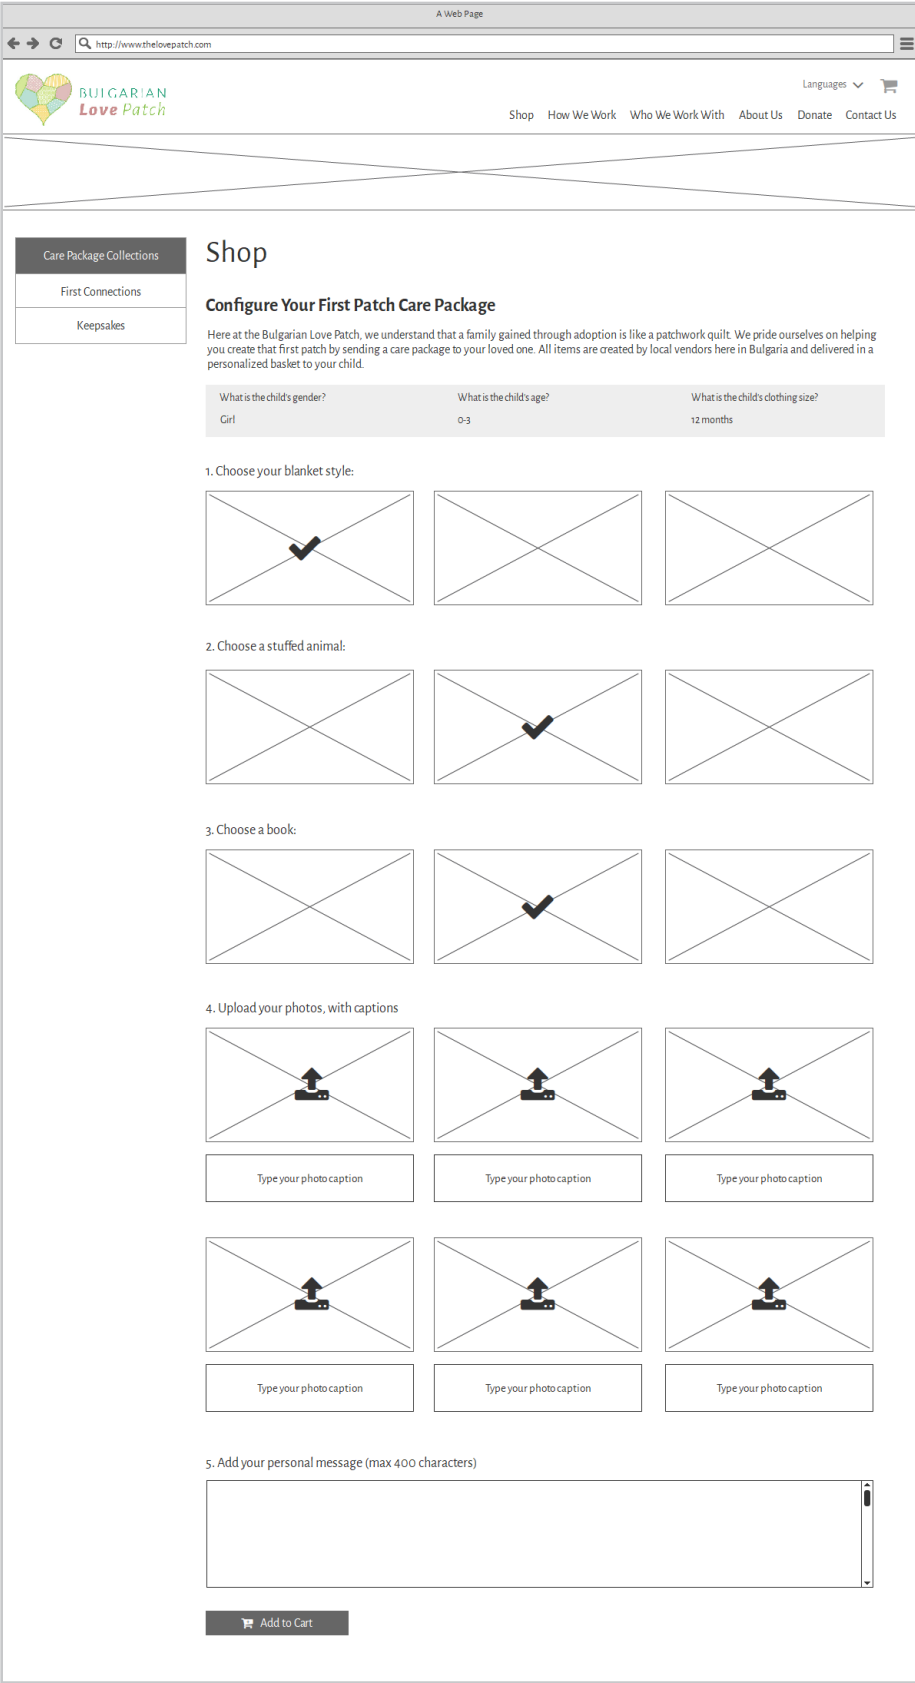 A Web Page
http://www.thelovepatch.com
BULGARIAN
Love Patch
Languages
Shop How We Work Who We Work With About Us Donate Contact Us
Care Package Collections
First Connections
Keepsakes
Shop
Configure Your First Patch Care Package
Here at the Bulgarian Love Patch, we understand that a family gained through adoption is like a patchwork quilt. We pride ourselves on helping
you create that first patch by sending a care package to your loved one. All items are created by local vendors here in Bulgaria and delivered in a
personalized basket to your child.
What is the child's gender? What is the child's age? What is the child's clothing size?
Girl 0-3 12 months
1. Choose your blanket style:
2. Choose a stuffed animal:
3. Choose a book:
4. Upload your photos, with captions
Type your photo caption Type your photo caption Type your photo caption
Type your photo caption Type your photo caption Type your photo caption
5. Add your personal message (max 400 characters)
Add to Cart